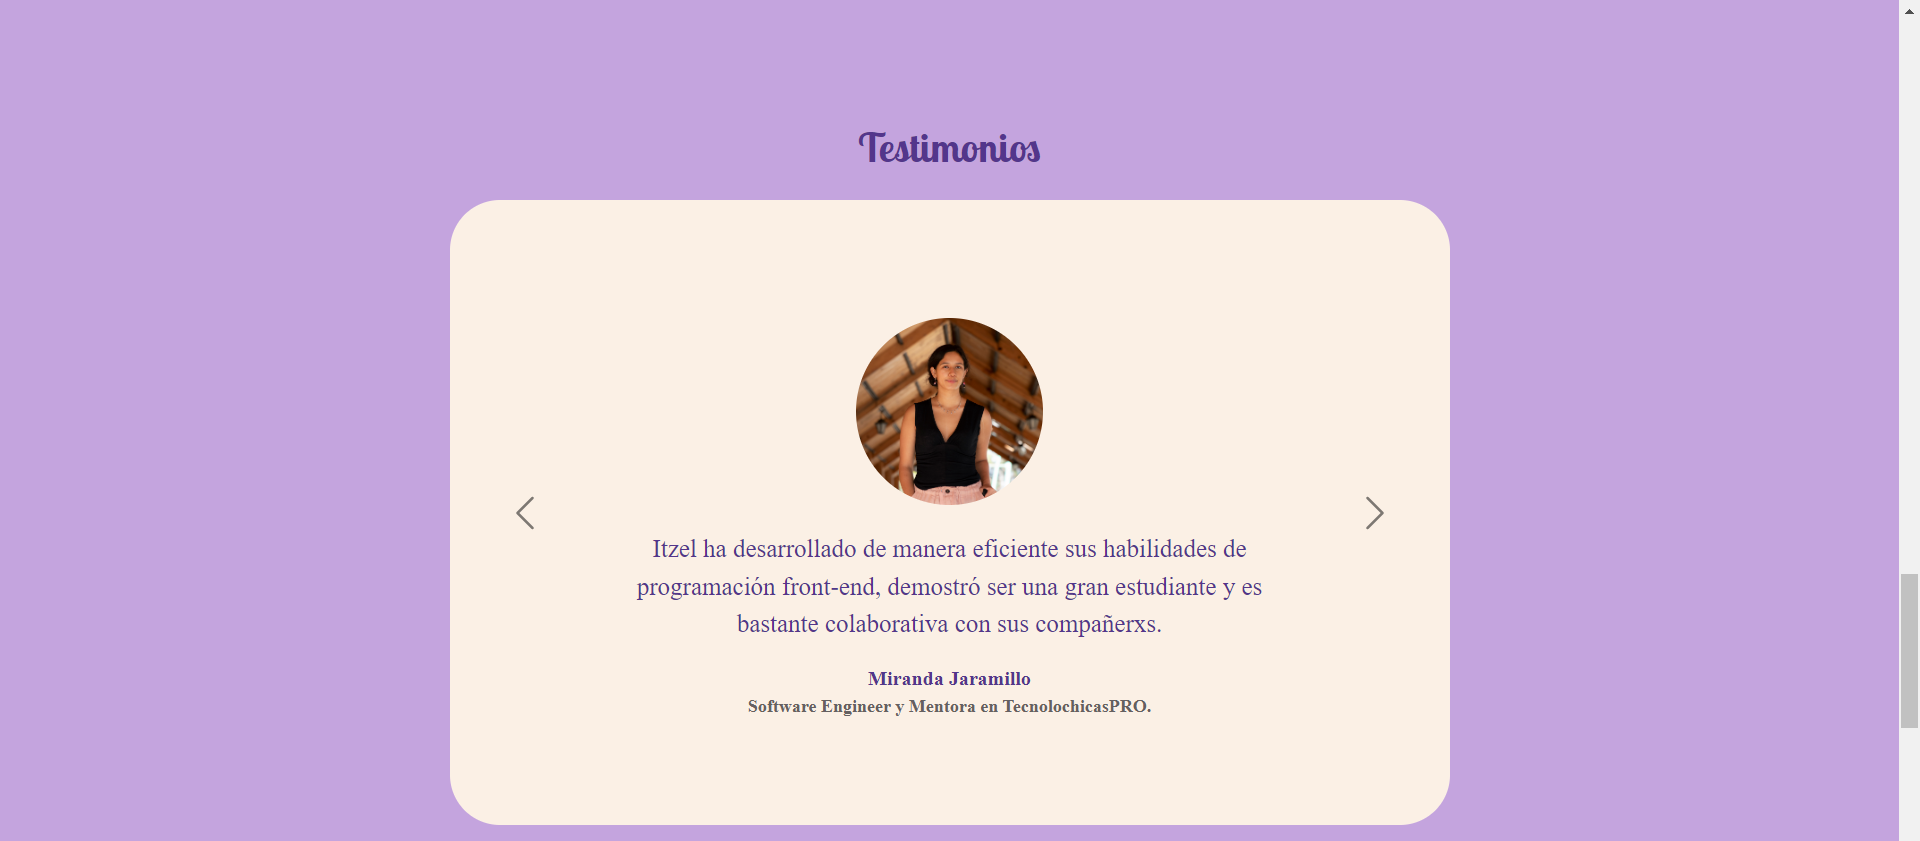 Testimonios
Itzel ha desarrollado de manera eficiente sus habilidades de
programación front-end, demostró ser una gran estudiante y es
bastante colaborativa con sus compañerxs.
Miranda Jaramillo
Software Engineer y Mentora en TecnolochicasPRO.